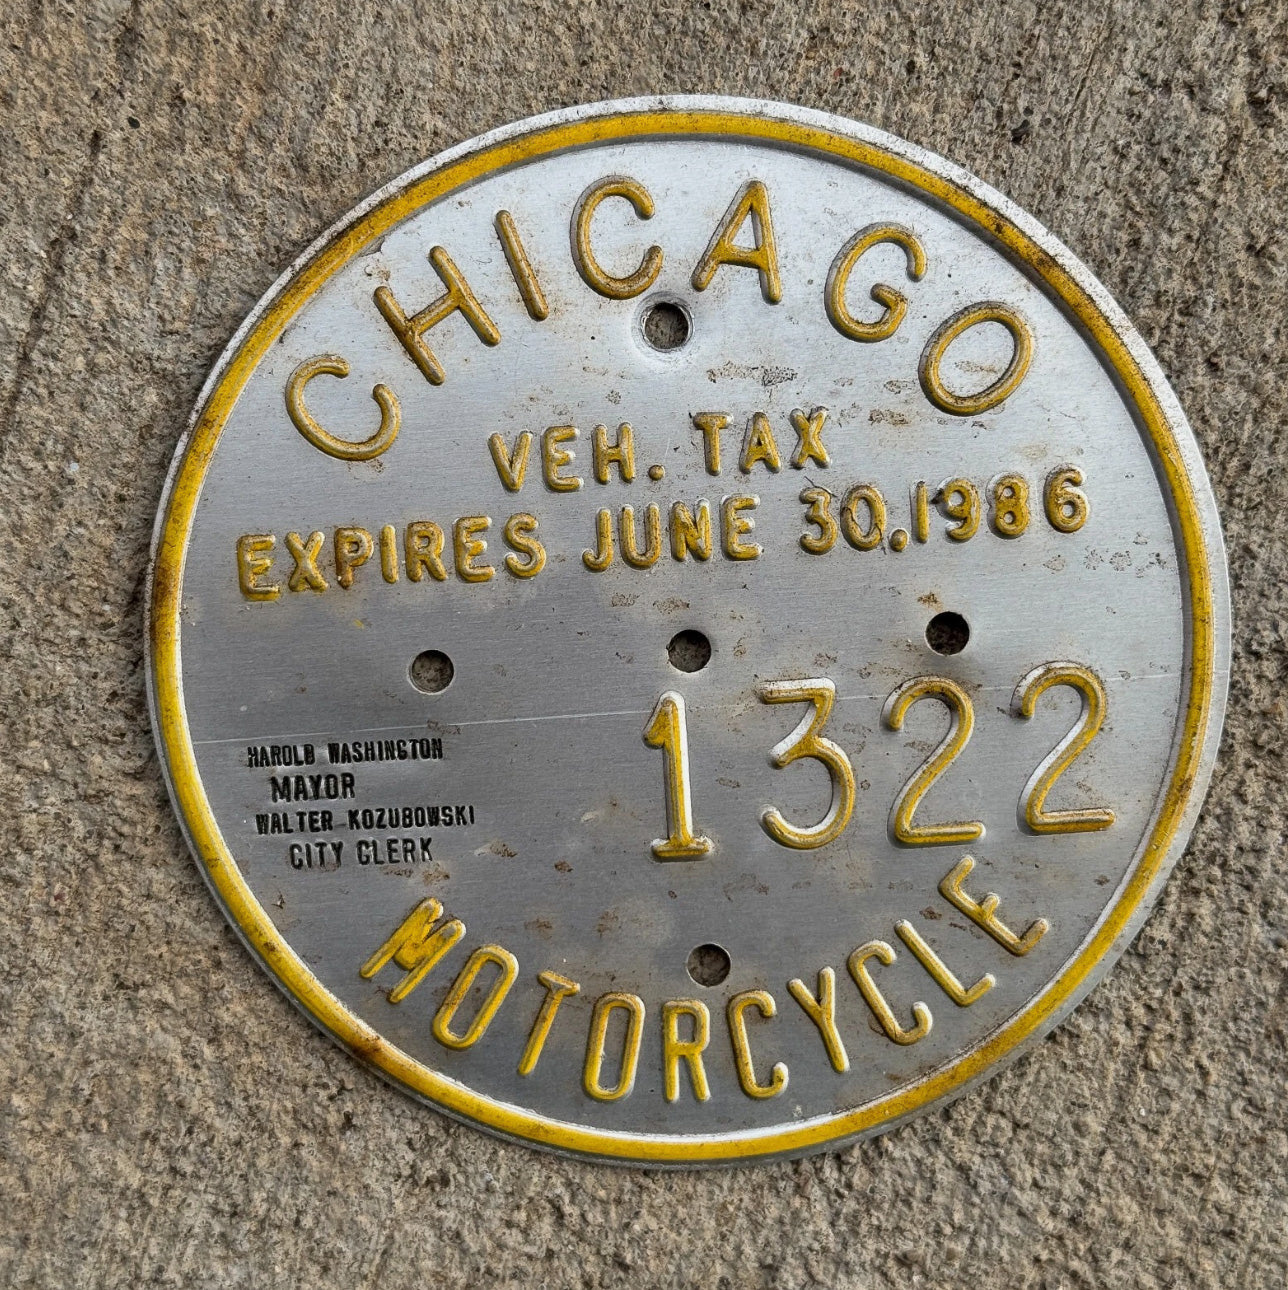 CHICAGO
VEH. TAX
EXPIRES JUNE 30.1986
1322
HAROLD WASHINGTON
MAYOR
WALTER KOZUBOWSKI
CITY CLERK
MOTORCYCLE